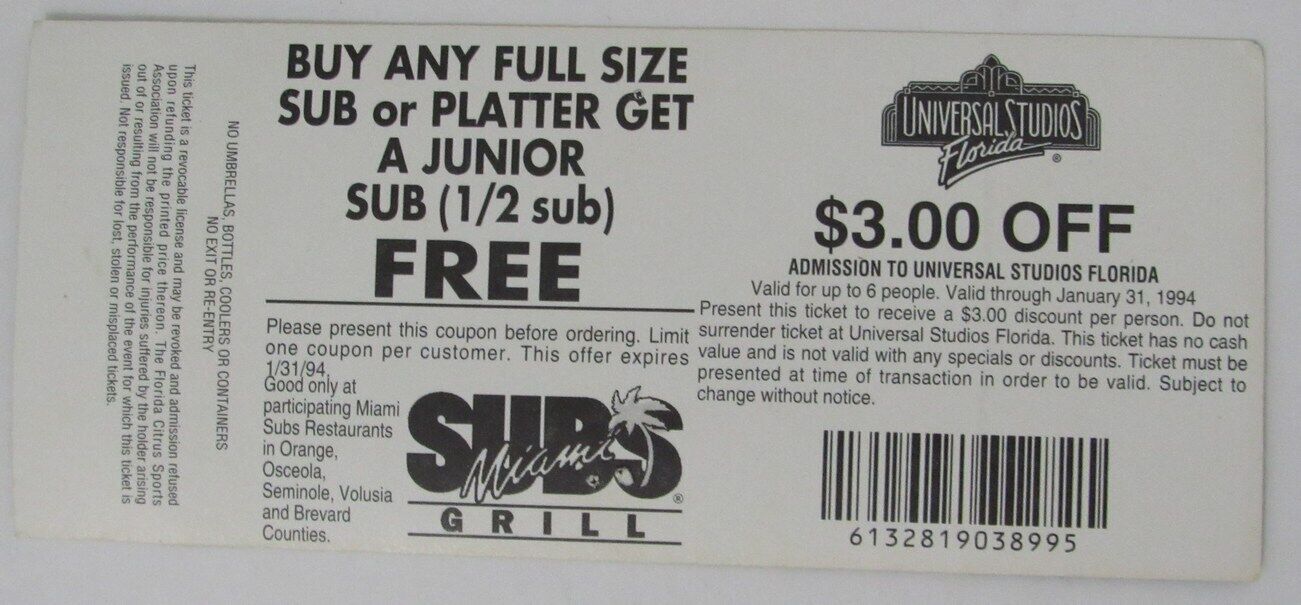 This ticket is a revocable license and may be revoked and admission refused
upon refunding the printed price thereon. The Florida Citrus Sports
Association will not be responsible for injuries suffered by the holder arising
out of or resulting from the performance of the event for which this ticket is
issued. Not responsible for lost, stolen or misplaced tickets.
NO UMBRELLAS, BOTTLES, COOLERS OR CONTAINERS
NO EXIT OR RE-ENTRY
BUY ANY FULL SIZE
SUB or PLATTER GET
A JUNIOR
SUB (1/2 sub)
FREE
Please present this coupon before ordering. Limit
one coupon per customer. This offer expires
1/31/94.
Good only at
participating Miami
Subs Restaurants
in Orange,
Osceola,
Seminole, Volusia
and Brevard
Counties.
SUBS
Miami
®
GRILL
UNIVERSAL STUDIOS
Florida
®
$3.00 OFF
ADMISSION TO UNIVERSAL STUDIOS FLORIDA
Valid for up to 6 people. Valid through January 31, 1994
Present this ticket to receive a $3.00 discount per person. Do not
surrender ticket at Universal Studios Florida. This ticket has no cash
value and is not valid with any specials or discounts. Ticket must be
presented at time of transaction in order to be valid. Subject to
change without notice.
6132819038995